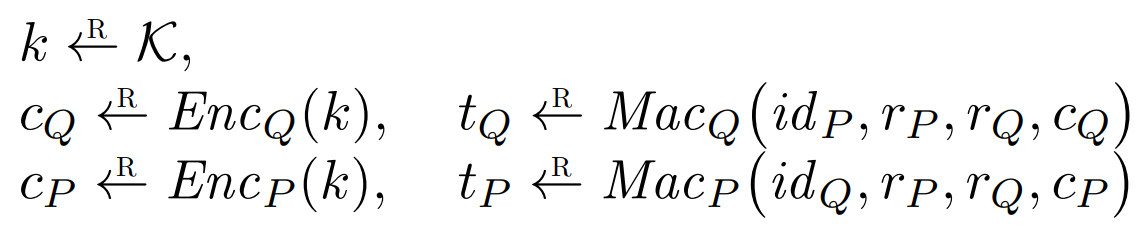 k ←R 𝒦,
c_Q ←R Enc_Q(k), t_Q ←R Mac_Q(id_P, r_P, r_Q, c_Q)
c_P ←R Enc_P(k), t_P ←R Mac_P(id_Q, r_P, r_Q, c_P)